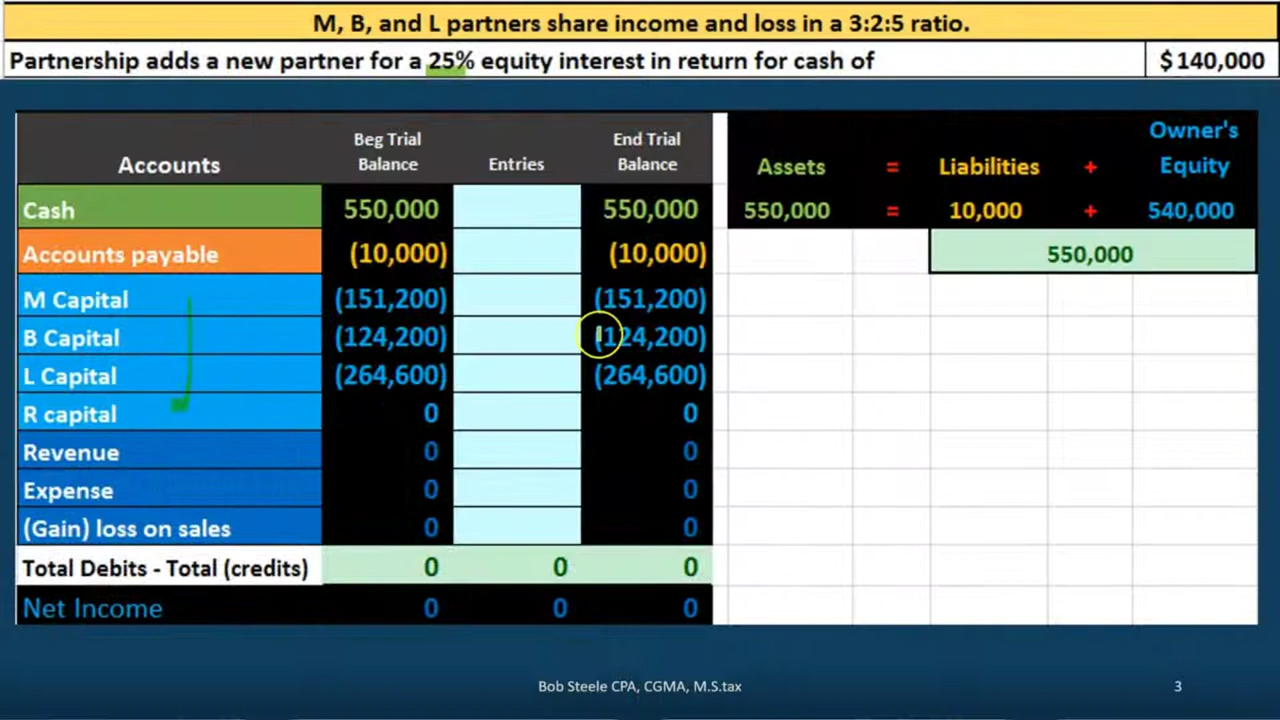 M, B, and L partners share income and loss in a 3:2:5 ratio.
Partnership adds a new partner for a 25% equity interest in return for cash of $140,000
Accounts Beg Trial Balance Entries End Trial Balance
Cash 550,000 550,000
Accounts payable (10,000) (10,000)
M Capital (151,200) (151,200)
B Capital (124,200) (124,200)
L Capital (264,600) (264,600)
R capital 0 0
Revenue 0 0
Expense 0 0
(Gain) loss on sales 0 0
Total Debits - Total (credits) 0 0 0
Net Income 0 0 0
Assets = Liabilities + Owner's Equity
550,000 = 10,000 + 540,000
550,000
Bob Steele CPA, CGMA, M.S.tax
3